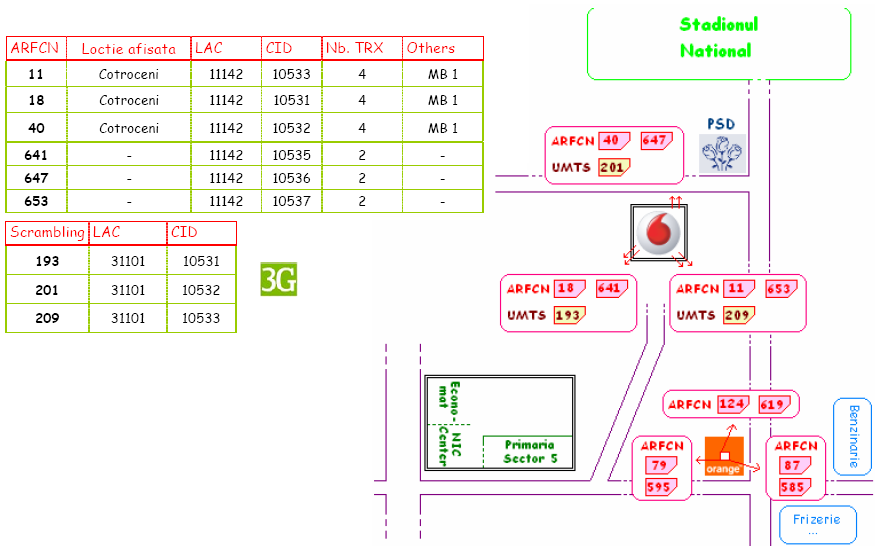 Stadionul
National
ARFCN Loctie afisata LAC CID Nb. TRX Others
11 Cotroceni 11142 10533 4 MB 1
18 Cotroceni 11142 10531 4 MB 1
40 Cotroceni 11142 10532 4 MB 1
641 - 11142 10535 2 -
647 - 11142 10536 2 -
653 - 11142 10537 2 -
Scrambling LAC CID
193 31101 10531
201 31101 10532
209 31101 10533
3G
PSD
ARFCN 40 647
UMTS 201
ARFCN 18 641
UMTS 193
ARFCN 11 653
UMTS 209
ARFCN 124 619
ARFCN
79
595
orange
ARFCN
87
585
Econo-
mat
NIC
Center
Primaria
Sector 5
Benzinarie
Frizerie
...